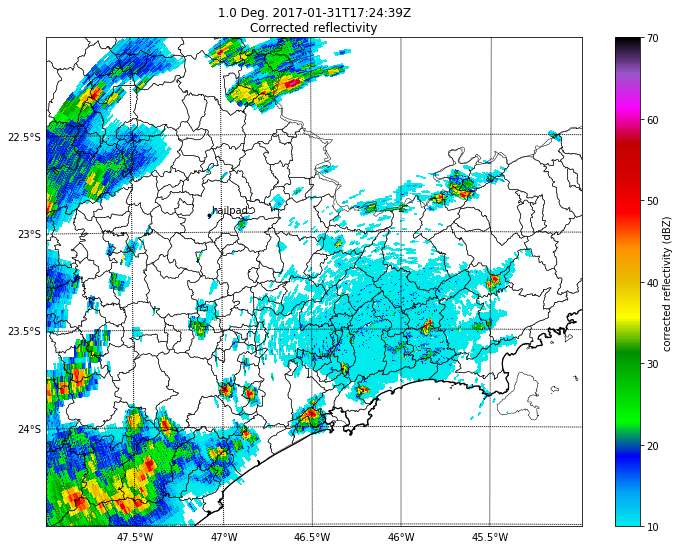 1.0 Deg. 2017-01-31T17:24:39Z
Corrected reflectivity
70
60
50
40
30
20
10
corrected reflectivity (dBZ)
22.5°S
23°S
23.5°S
24°S
hailpad
47.5°W
47°W
46.5°W
46°W
45.5°W